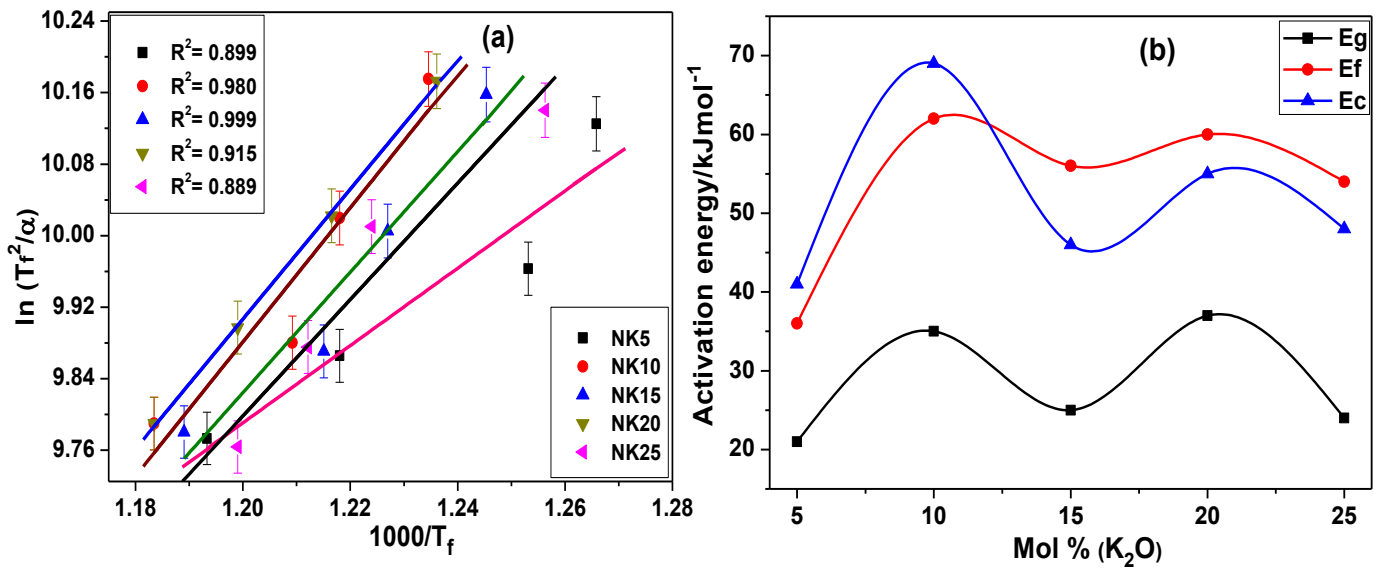 (a)
R²= 0.899
R²= 0.980
R²= 0.999
R²= 0.915
R²= 0.889
NK5
NK10
NK15
NK20
NK25
10.24
10.16
10.08
10.00
9.92
9.84
9.76
ln (Tf²/α)
1.18 1.20 1.22 1.24 1.26 1.28
1000/T_f
(b)
Eg
Ef
Ec
70
60
50
40
30
20
Activation energy/kJmol⁻¹
5 10 15 20 25
Mol % (K₂O)